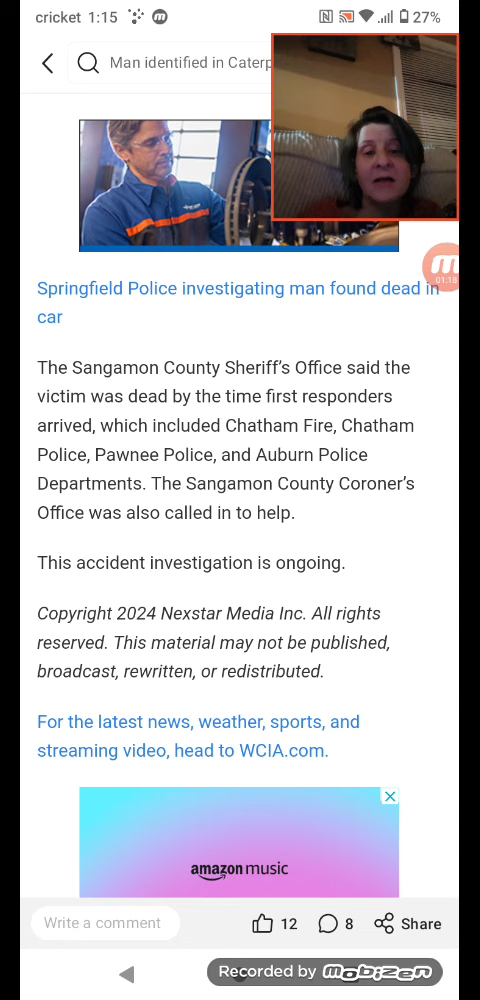 cricket 1:15 27%
Man identified in Caterp
Springfield Police investigating man found dead in
car
01:18
The Sangamon County Sheriff's Office said the
victim was dead by the time first responders
arrived, which included Chatham Fire, Chatham
Police, Pawnee Police, and Auburn Police
Departments. The Sangamon County Coroner's
Office was also called in to help.
This accident investigation is ongoing.
Copyright 2024 Nexstar Media Inc. All rights
reserved. This material may not be published,
broadcast, rewritten, or redistributed.
For the latest news, weather, sports, and
streaming video, head to WCIA.com.
amazon music
Write a comment 12 8 Share
Recorded by mobizen